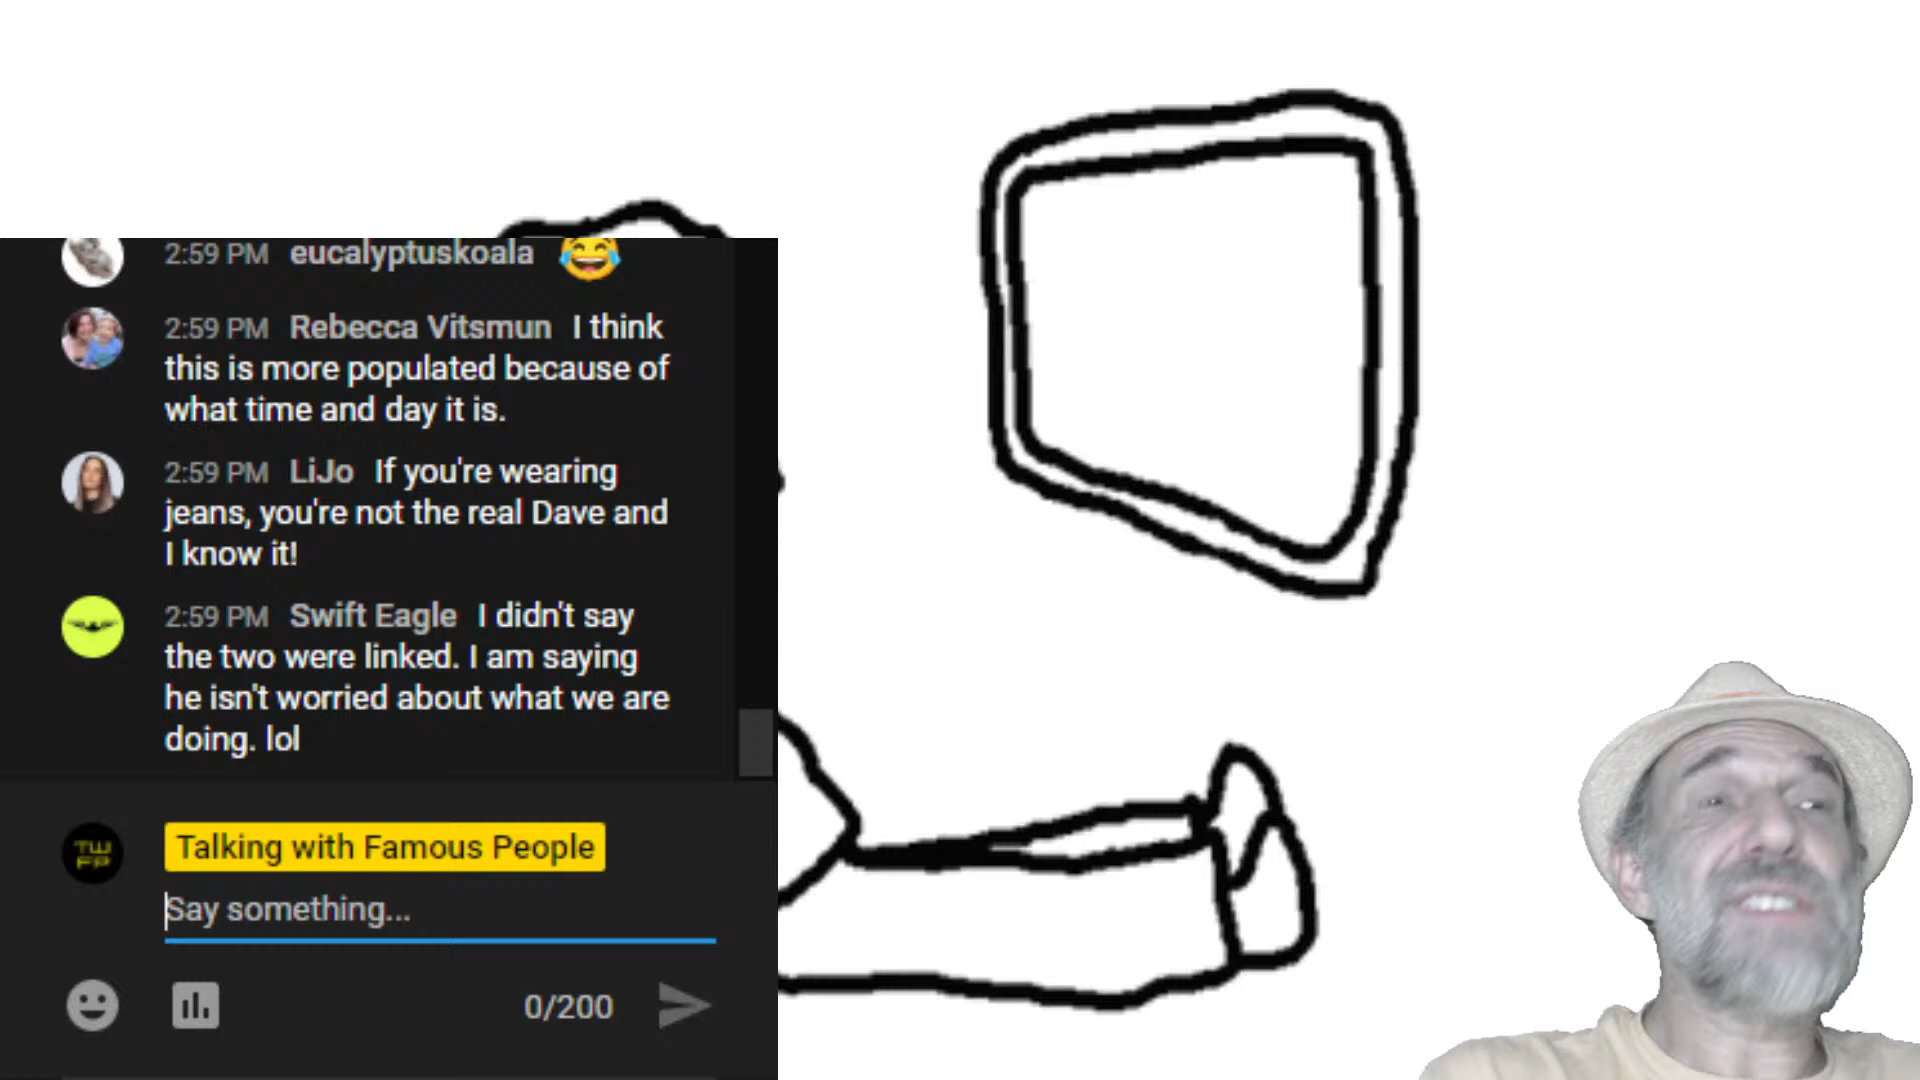 2:59 PM eucalyptuskoala 😂
2:59 PM Rebecca Vitsmun I think
this is more populated because of
what time and day it is.
2:59 PM LiJo If you're wearing
jeans, you're not the real Dave and
I know it!
2:59 PM Swift Eagle I didn't say
the two were linked. I am saying
he isn't worried about what we are
doing. lol
TW
FP
Talking with Famous People
Say something...
0/200